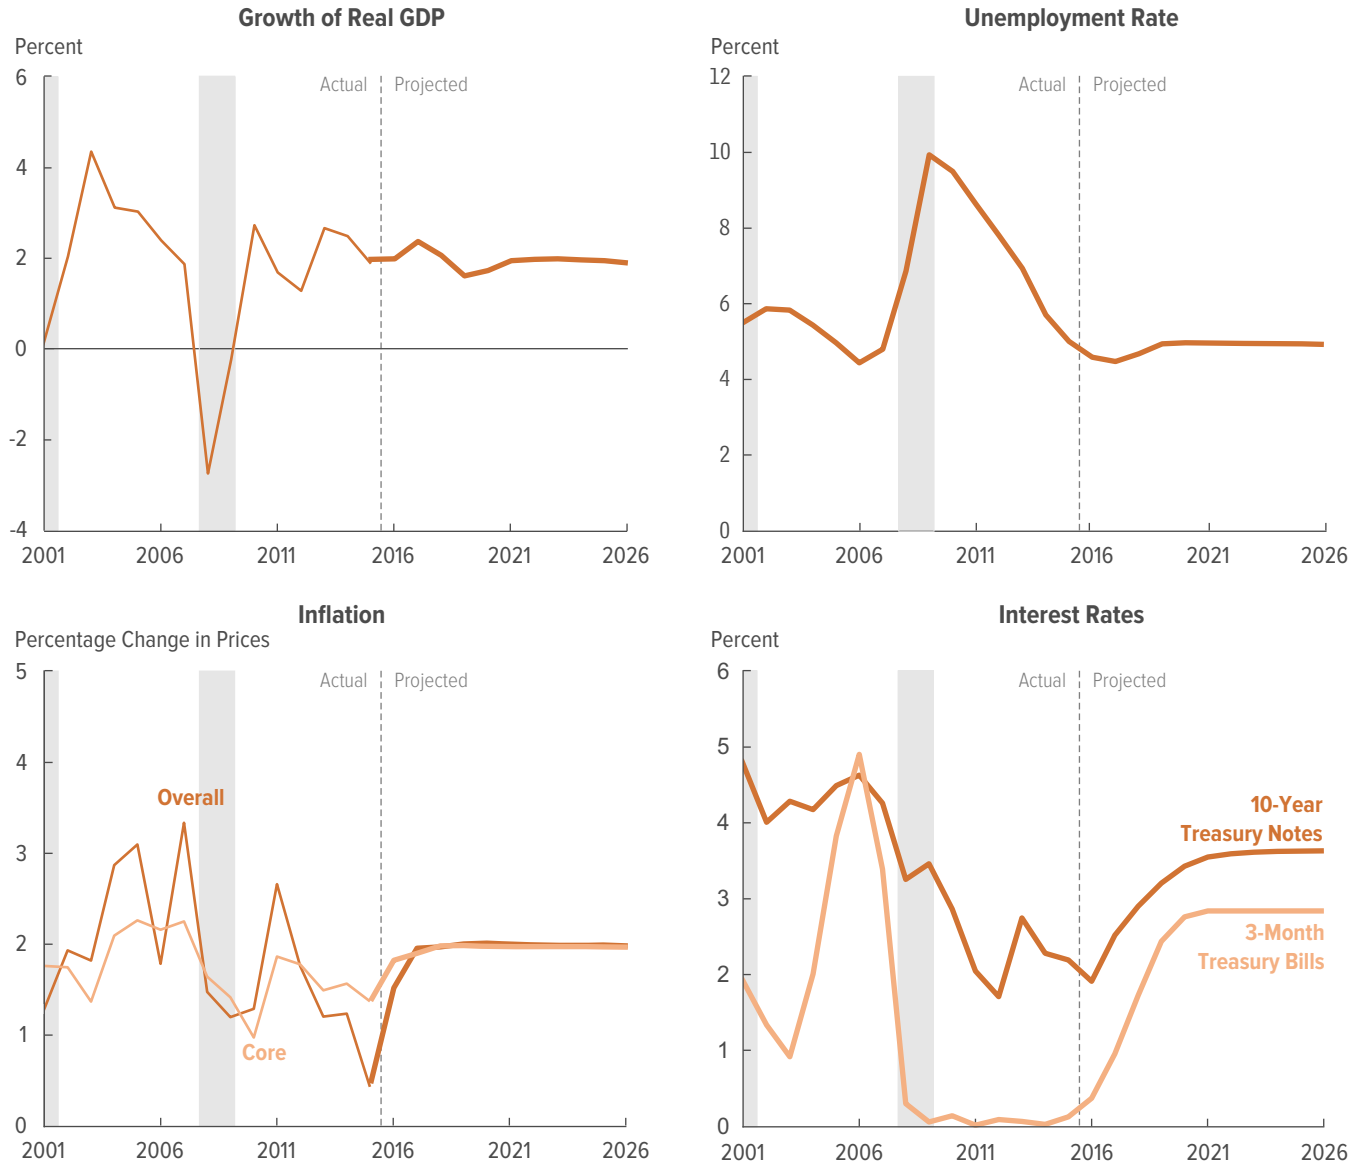 Growth of Real GDP
Percent
6
4
2
0
-2
-4
Actual
Projected
2001 2006 2011 2016 2021 2026
Unemployment Rate
Percent
12
10
8
6
4
2
0
Actual
Projected
2001 2006 2011 2016 2021 2026
Inflation
Percentage Change in Prices
5
4
3
2
1
0
Actual
Projected
Overall
Core
2001 2006 2011 2016 2021 2026
Interest Rates
Percent
6
5
4
3
2
1
0
Actual
Projected
10-Year
Treasury Notes
3-Month
Treasury Bills
2001 2006 2011 2016 2021 2026